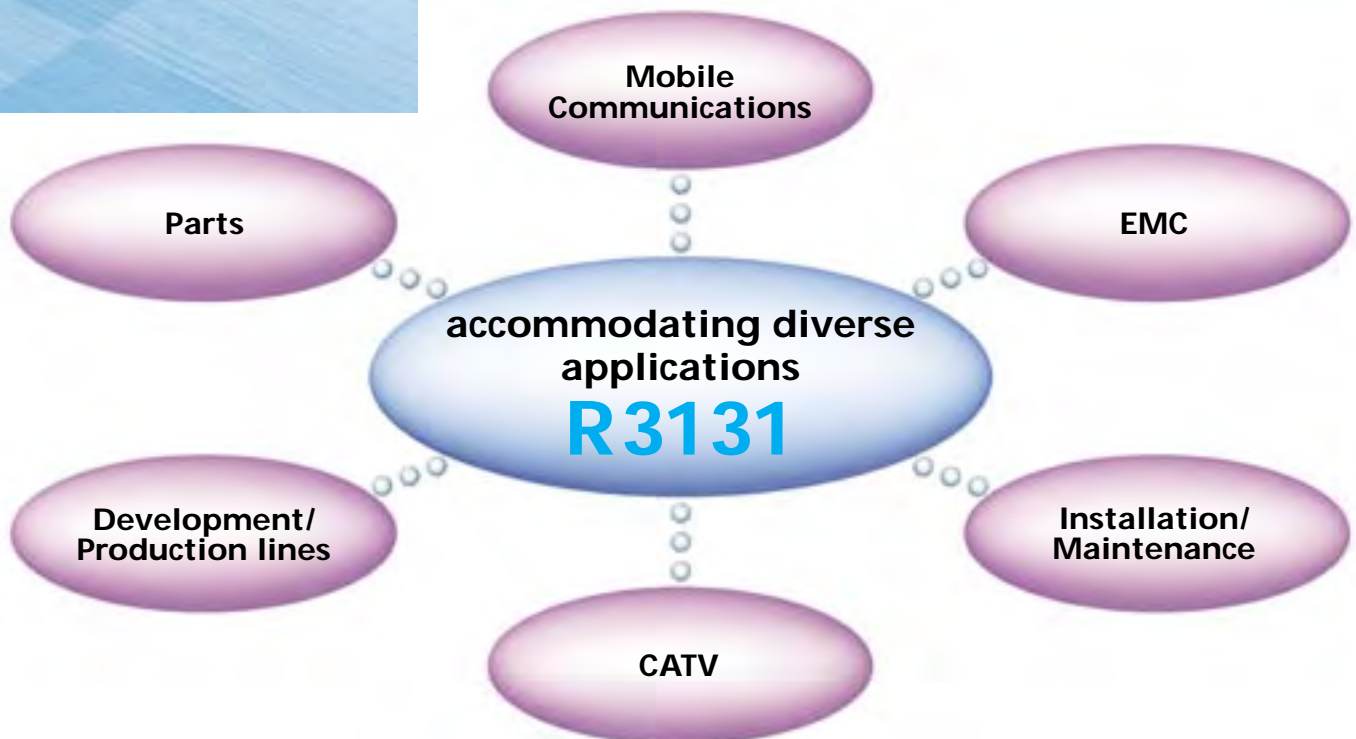 Mobile
Communications
Parts
EMC
accommodating diverse
applications
R3131
Development/
Production lines
Installation/
Maintenance
CATV